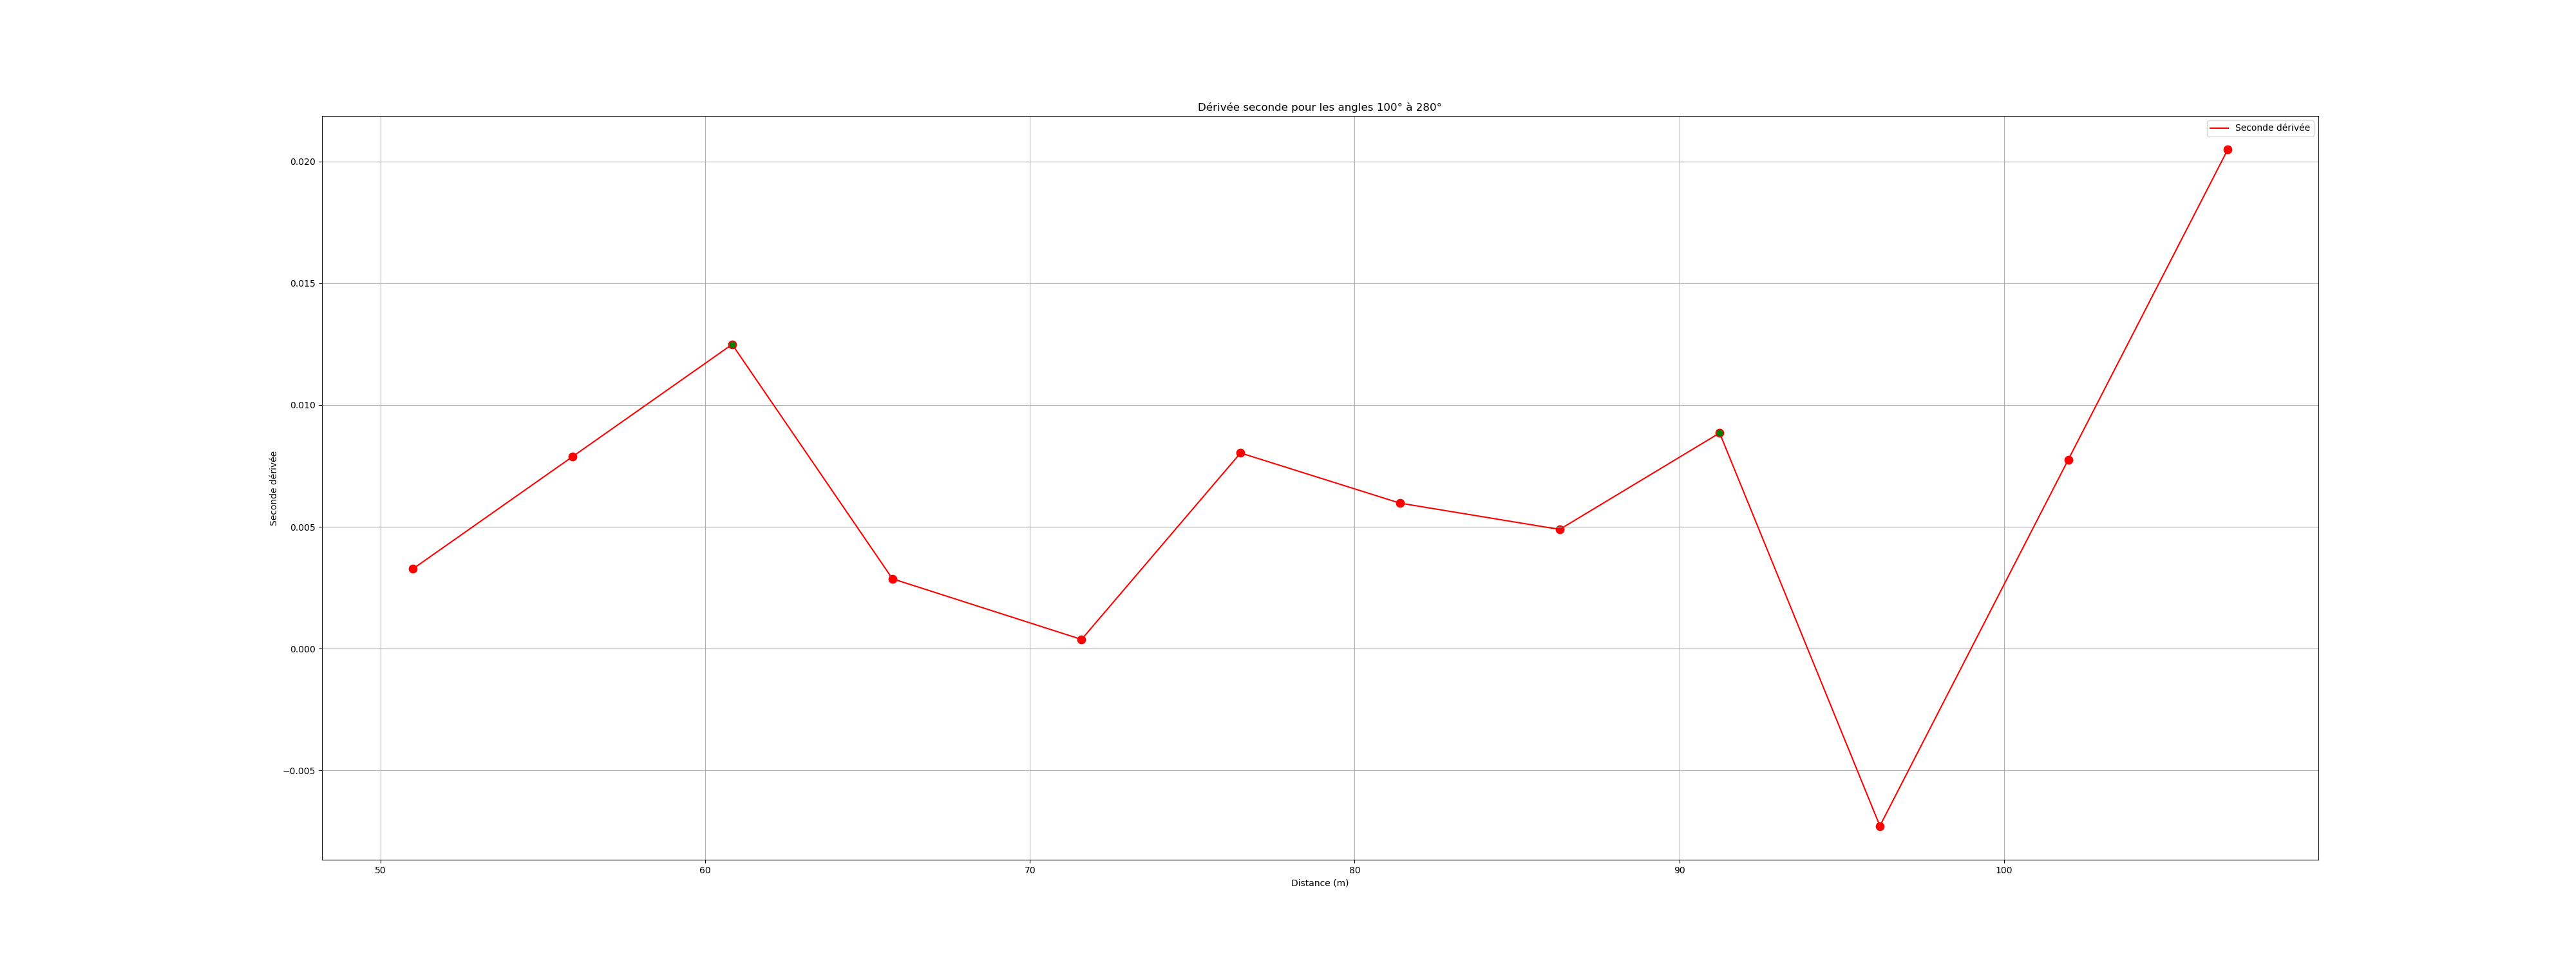 Dérivée seconde pour les angles 100° à 280°
Seconde dérivée
0.020
0.015
0.010
0.005
0.000
−0.005
Seconde dérivée
50 60 70 80 90 100
Distance (m)